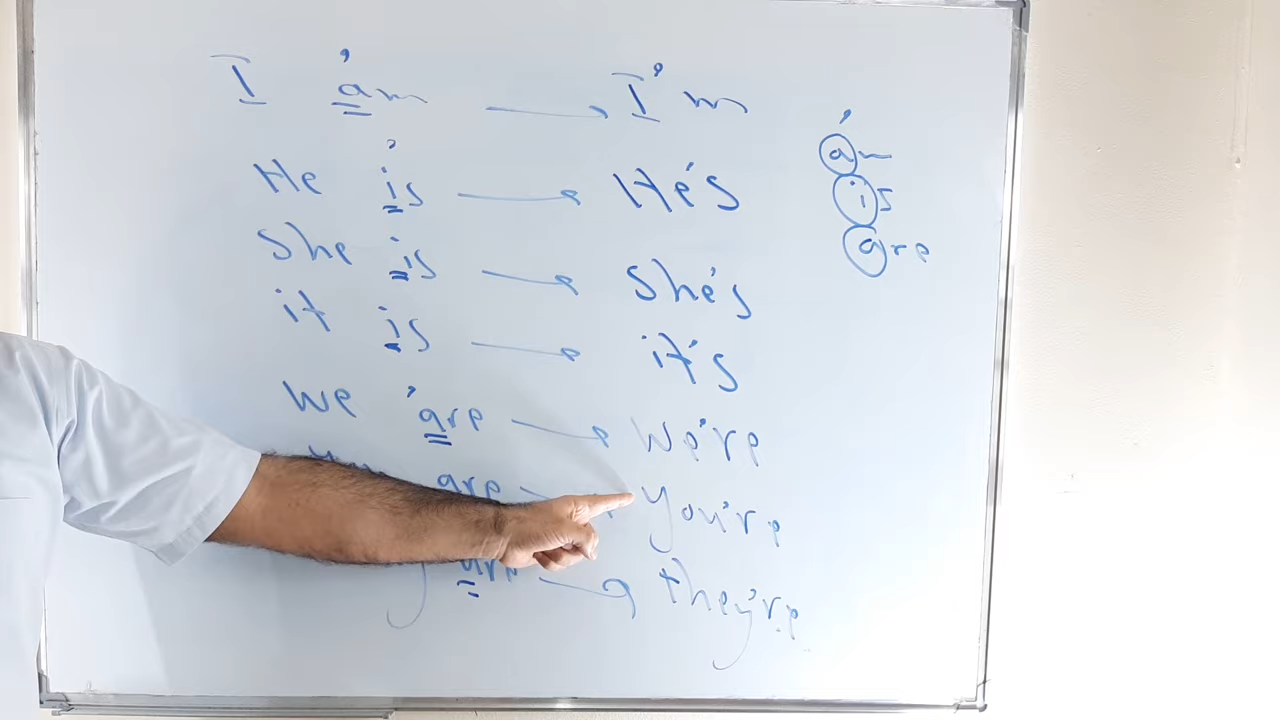 I 'am → I'm
He 'is → He's
She is → She's
it is → it's
We 'are → We're
are → You're
are → they're
'am
is
are